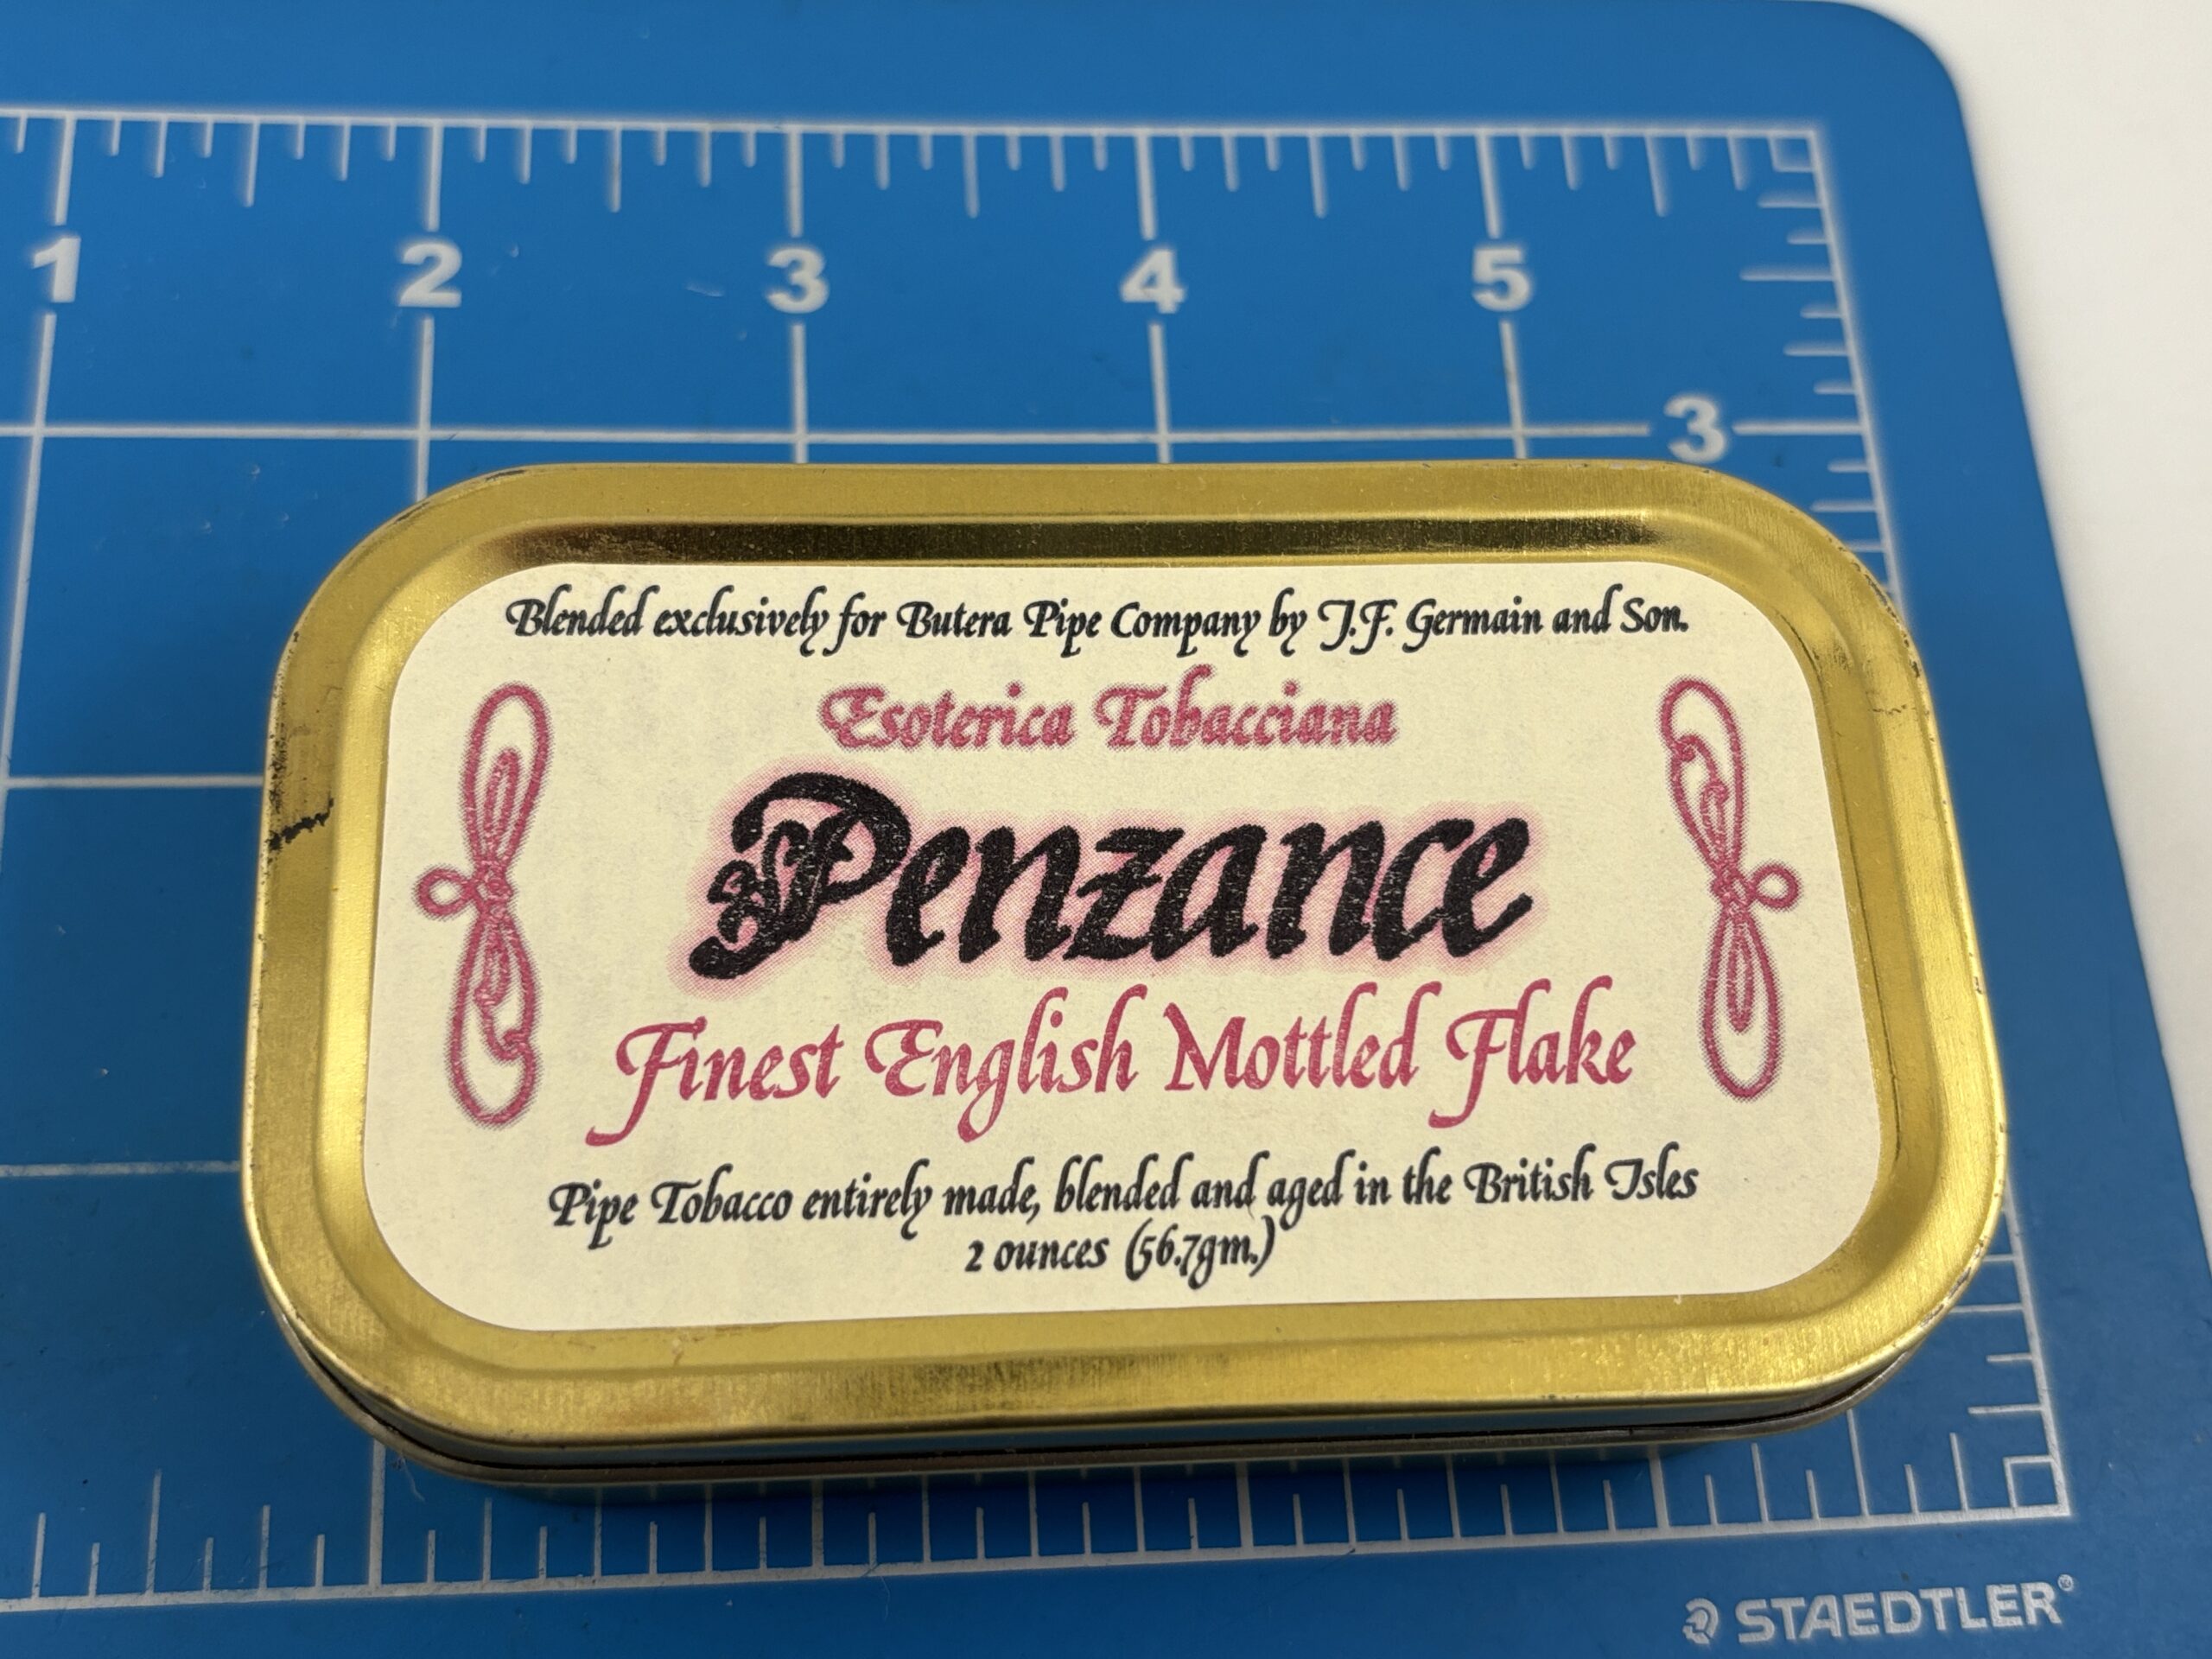 1 2 3 4 5
3
Blended exclusively for Butera Pipe Company by J.F. Germain and Son.
Esoterica Tobacciana
Penzance
Finest English Mottled Flake
Pipe Tobacco entirely made, blended and aged in the British Isles
2 ounces (56.7gm.)
STAEDTLER®